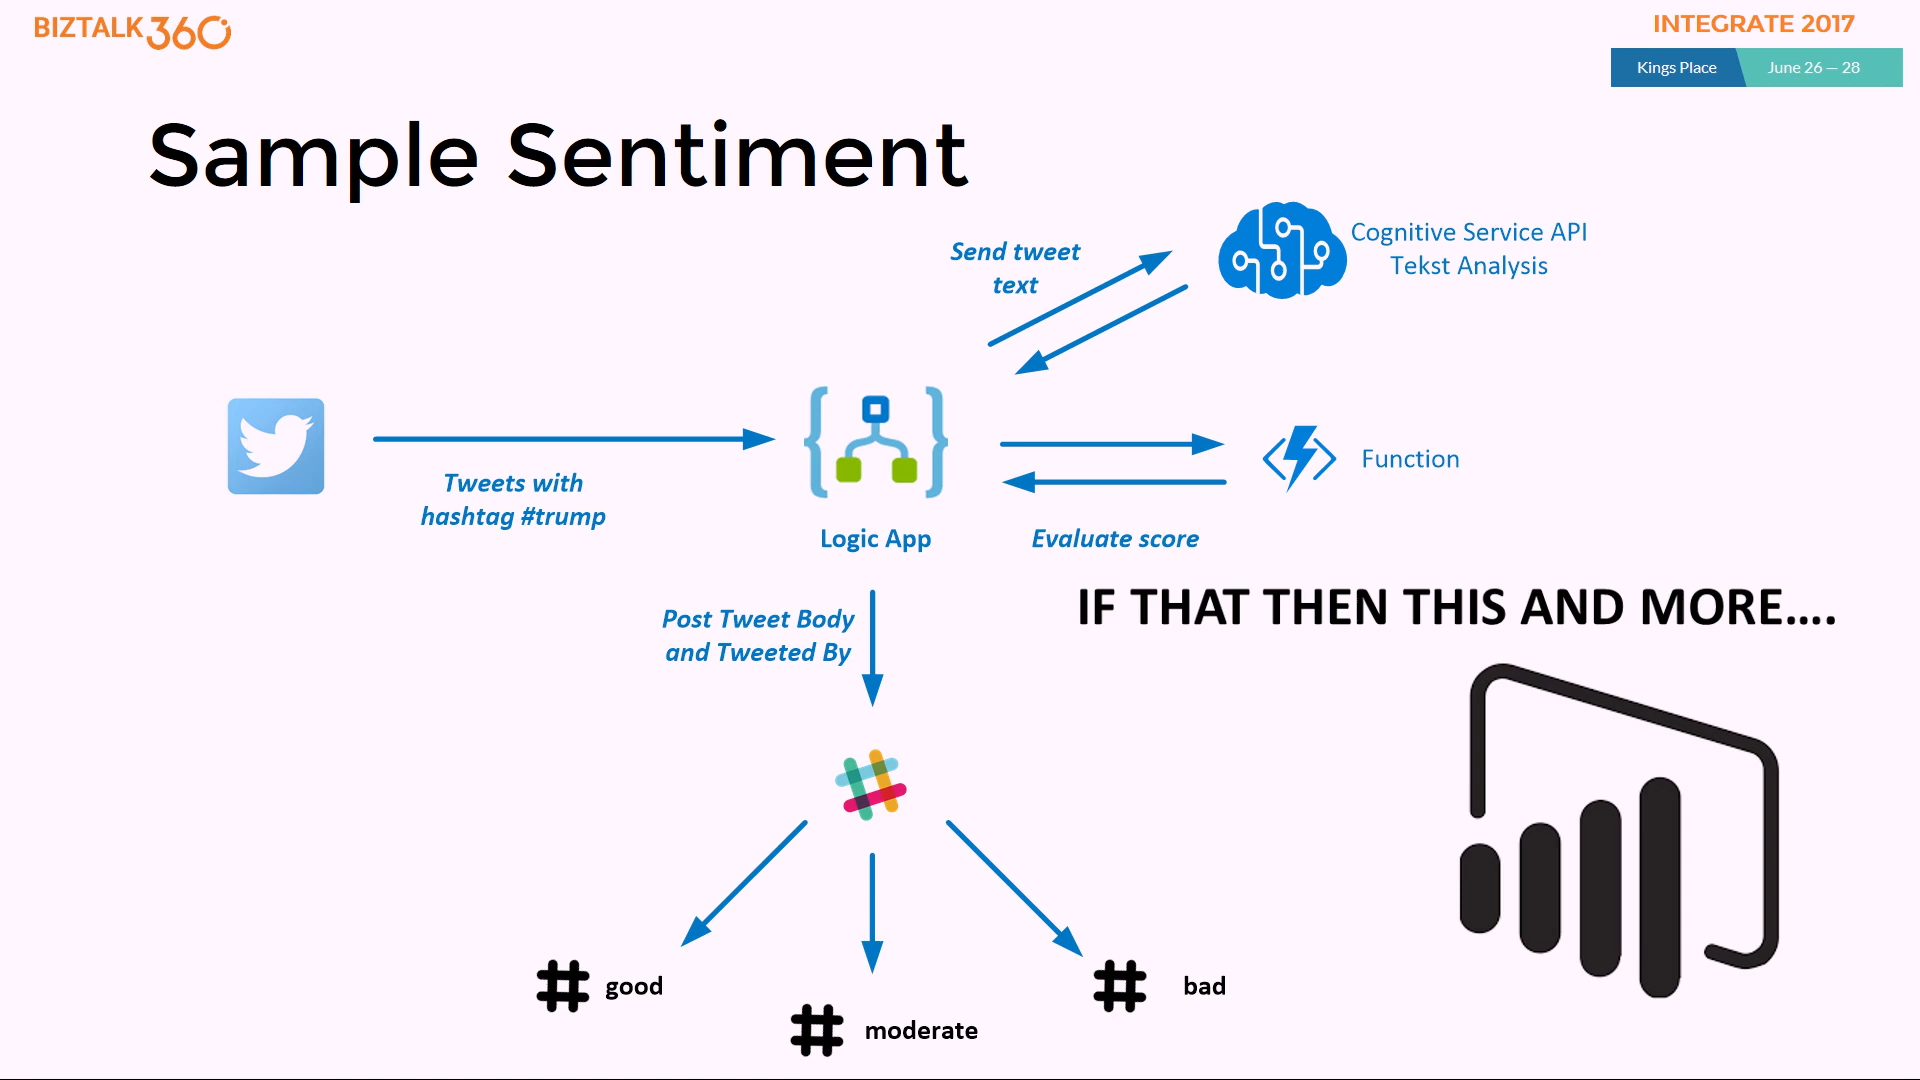 BIZTALK360
INTEGRATE 2017
Kings Place
June 26 — 28
Sample Sentiment
Send tweet
text
Cognitive Service API
Tekst Analysis
Tweets with
hashtag #trump
Logic App
Function
Evaluate score
IF THAT THEN THIS AND MORE....
Post Tweet Body
and Tweeted By
# good
# moderate
# bad